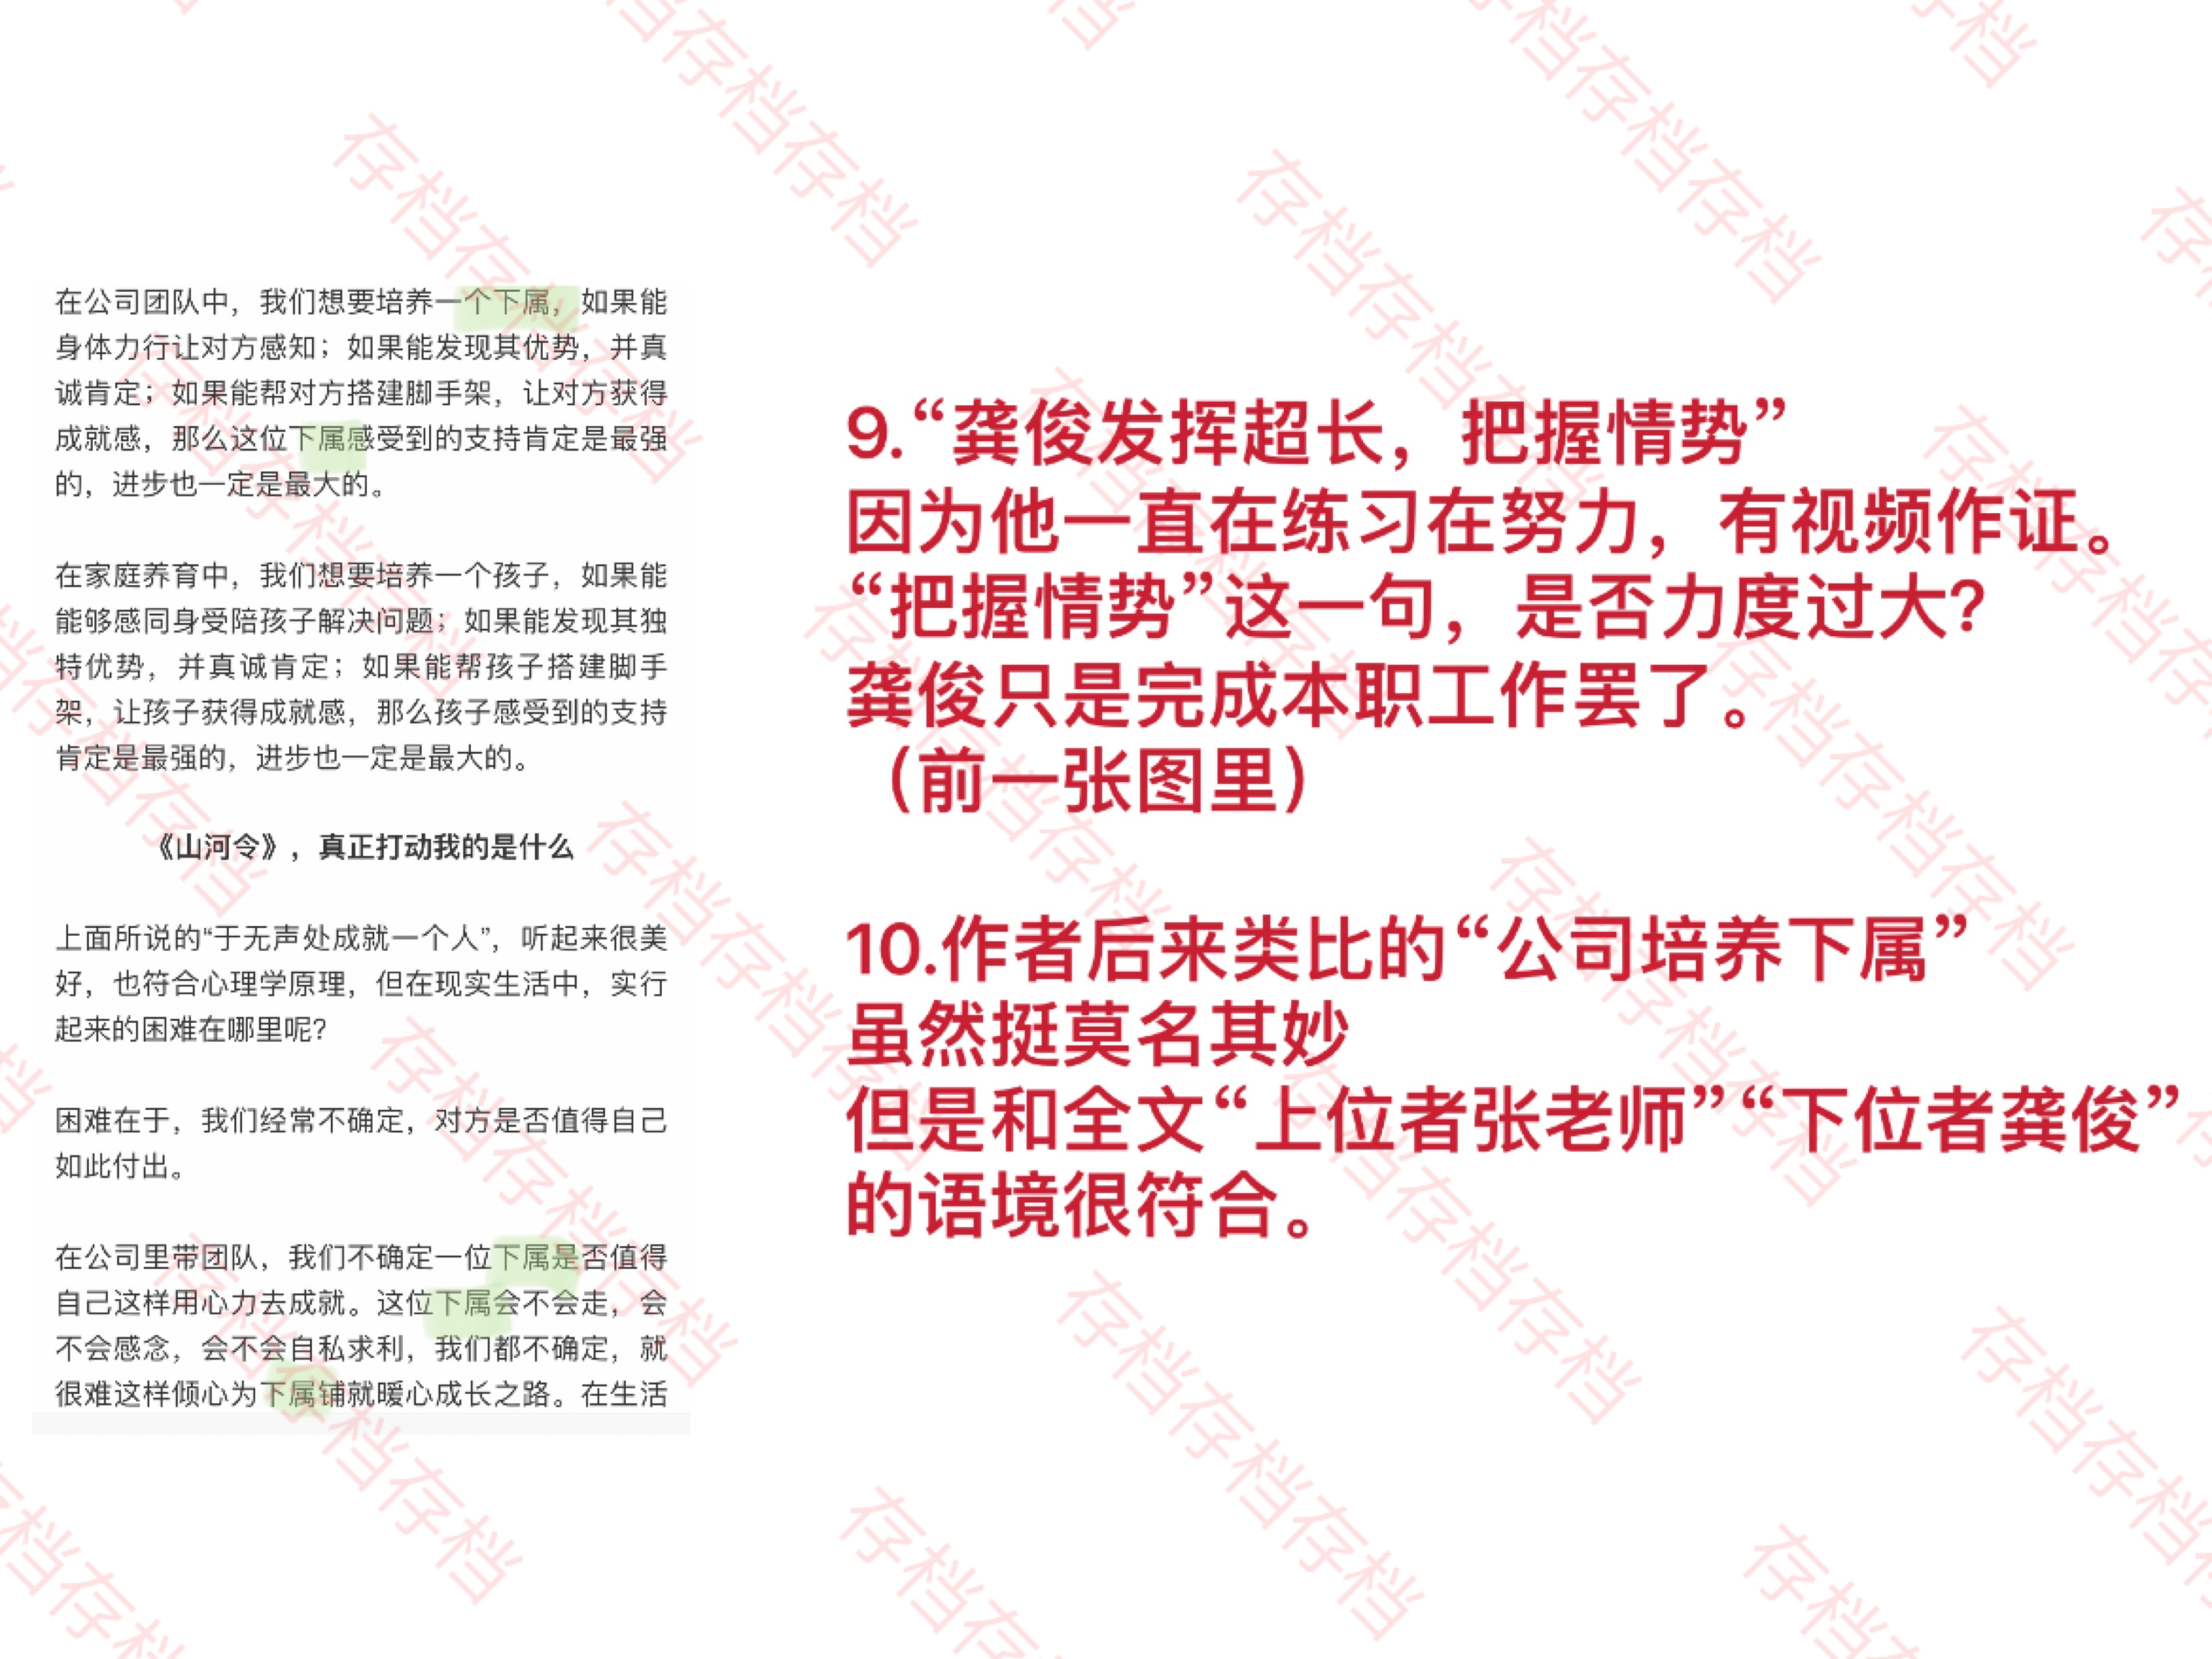 在公司团队中，我们想要培养一个下属，如果能
身体力行让对方感知；如果能发现其优势，并真
诚肯定；如果能帮对方搭建脚手架，让对方获得
成就感，那么这位下属感受到的支持肯定是最强
的，进步也一定是最大的。
在家庭养育中，我们想要培养一个孩子，如果能
能够感同身受陪孩子解决问题；如果能发现其独
特优势，并真诚肯定；如果能帮孩子搭建脚手
架，让孩子获得成就感，那么孩子感受到的支持
肯定是最强的，进步也一定是最大的。
《山河令》，真正打动我的是什么
上面所说的“于无声处成就一个人”，听起来很美
好，也符合心理学原理，但在现实生活中，实行
起来的困难在哪里呢？
困难在于，我们经常不确定，对方是否值得自己
如此付出。
在公司里带团队，我们不确定一位下属是否值得
自己这样用心力去成就。这位下属会不会走，会
不会感念，会不会自私求利，我们都不确定，就
很难这样倾心为下属铺就暖心成长之路。在生活
9.“龚俊发挥超长，把握情势”
因为他一直在练习在努力，有视频作证。
“把握情势”这一句，是否力度过大？
龚俊只是完成本职工作罢了。
（前一张图里）
10.作者后来类比的“公司培养下属”
虽然挺莫名其妙
但是和全文“上位者张老师”“下位者龚俊”
的语境很符合。
存档存档存档存档